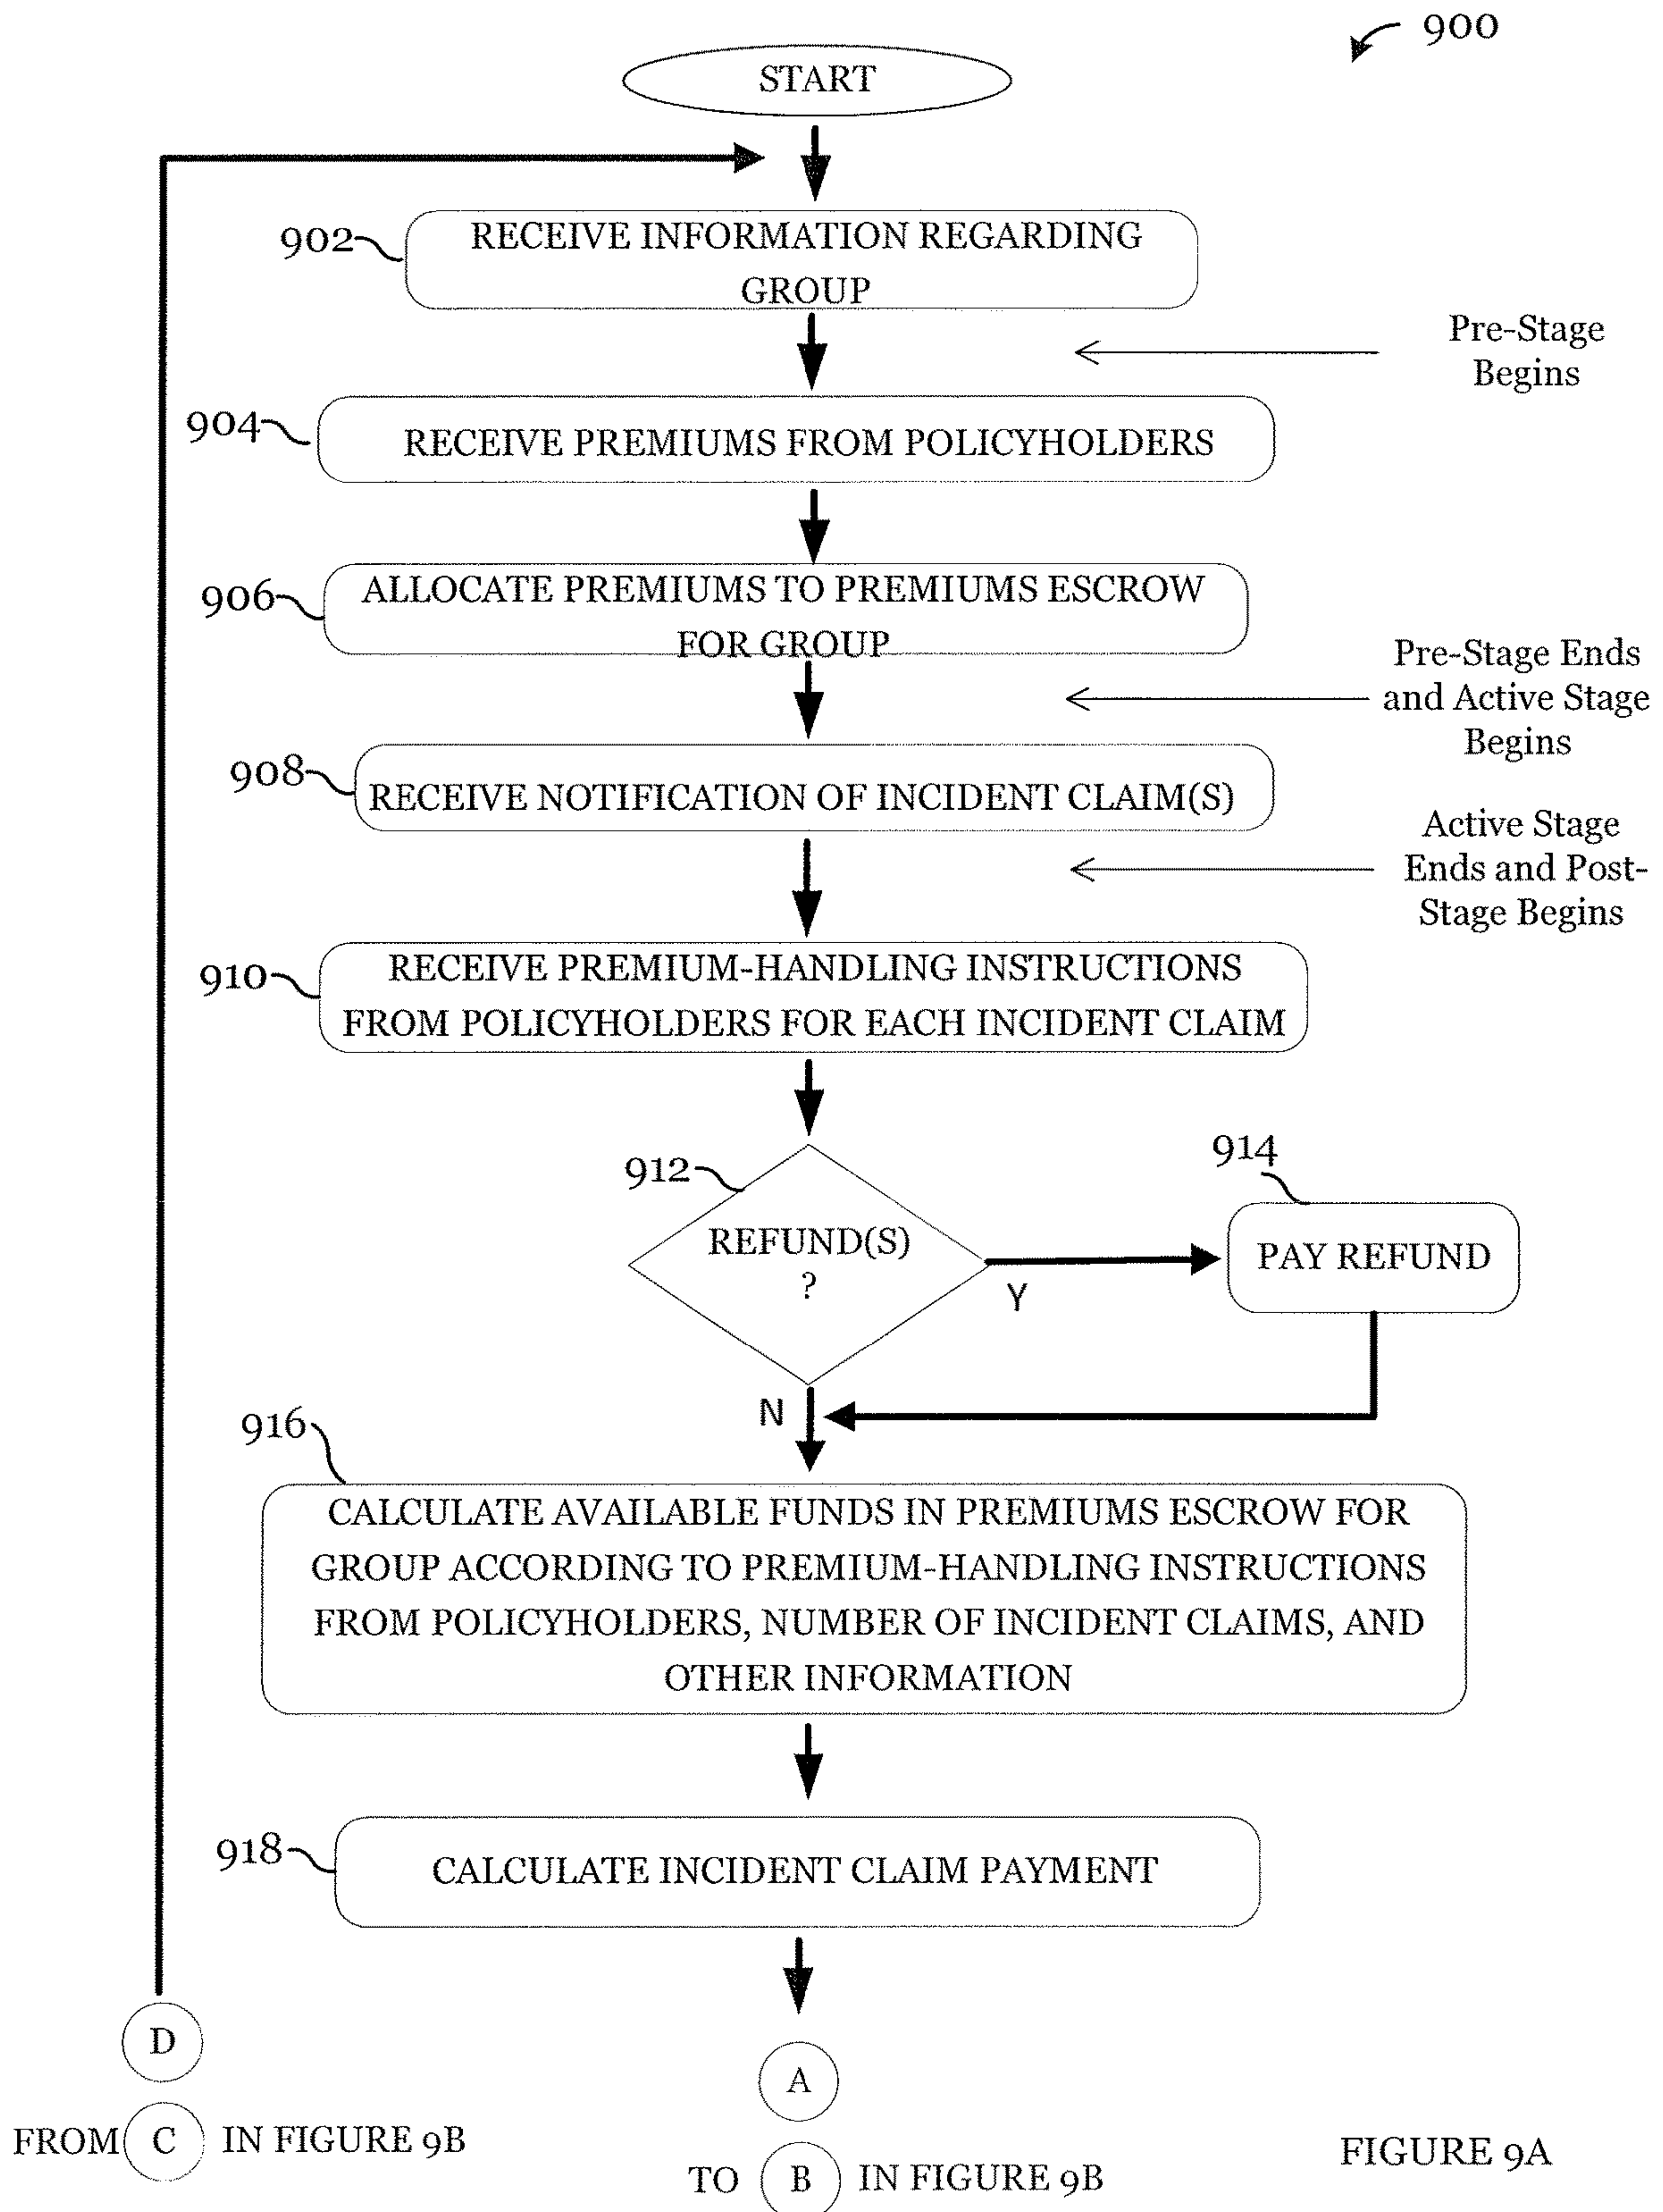 900
START
902
RECEIVE INFORMATION REGARDING
GROUP
Pre-Stage
Begins
904
RECEIVE PREMIUMS FROM POLICYHOLDERS
906
ALLOCATE PREMIUMS TO PREMIUMS ESCROW
FOR GROUP
Pre-Stage Ends
and Active Stage
Begins
908
RECEIVE NOTIFICATION OF INCIDENT CLAIM(S)
Active Stage
Ends and Post-
Stage Begins
910
RECEIVE PREMIUM-HANDLING INSTRUCTIONS
FROM POLICYHOLDERS FOR EACH INCIDENT CLAIM
912
REFUND(S)
?
Y
914
PAY REFUND
N
916
CALCULATE AVAILABLE FUNDS IN PREMIUMS ESCROW FOR
GROUP ACCORDING TO PREMIUM-HANDLING INSTRUCTIONS
FROM POLICYHOLDERS, NUMBER OF INCIDENT CLAIMS, AND
OTHER INFORMATION
918
CALCULATE INCIDENT CLAIM PAYMENT
D
FROM C IN FIGURE 9B
A
TO B IN FIGURE 9B
FIGURE 9A